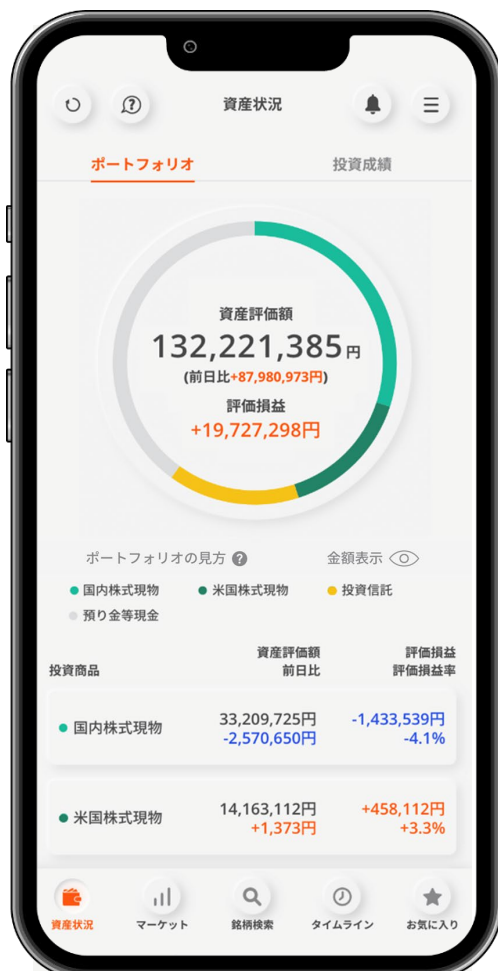 資産状況
ポートフォリオ 投資成績
資産評価額
132,221,385円
(前日比+87,980,973円)
評価損益
+19,727,298円
ポートフォリオの見方 ? 金額表示
国内株式現物 米国株式現物 投資信託
預り金等現金
資産評価額 評価損益
投資商品 前日比 評価損益率
33,209,725円 -1,433,539円
国内株式現物
-2,570,650円 -4.1%
14,163,112円 +458,112円
米国株式現物
+1,373円 +3.3%
資産状況 マーケット 銘柄検索 タイムライン お気に入り